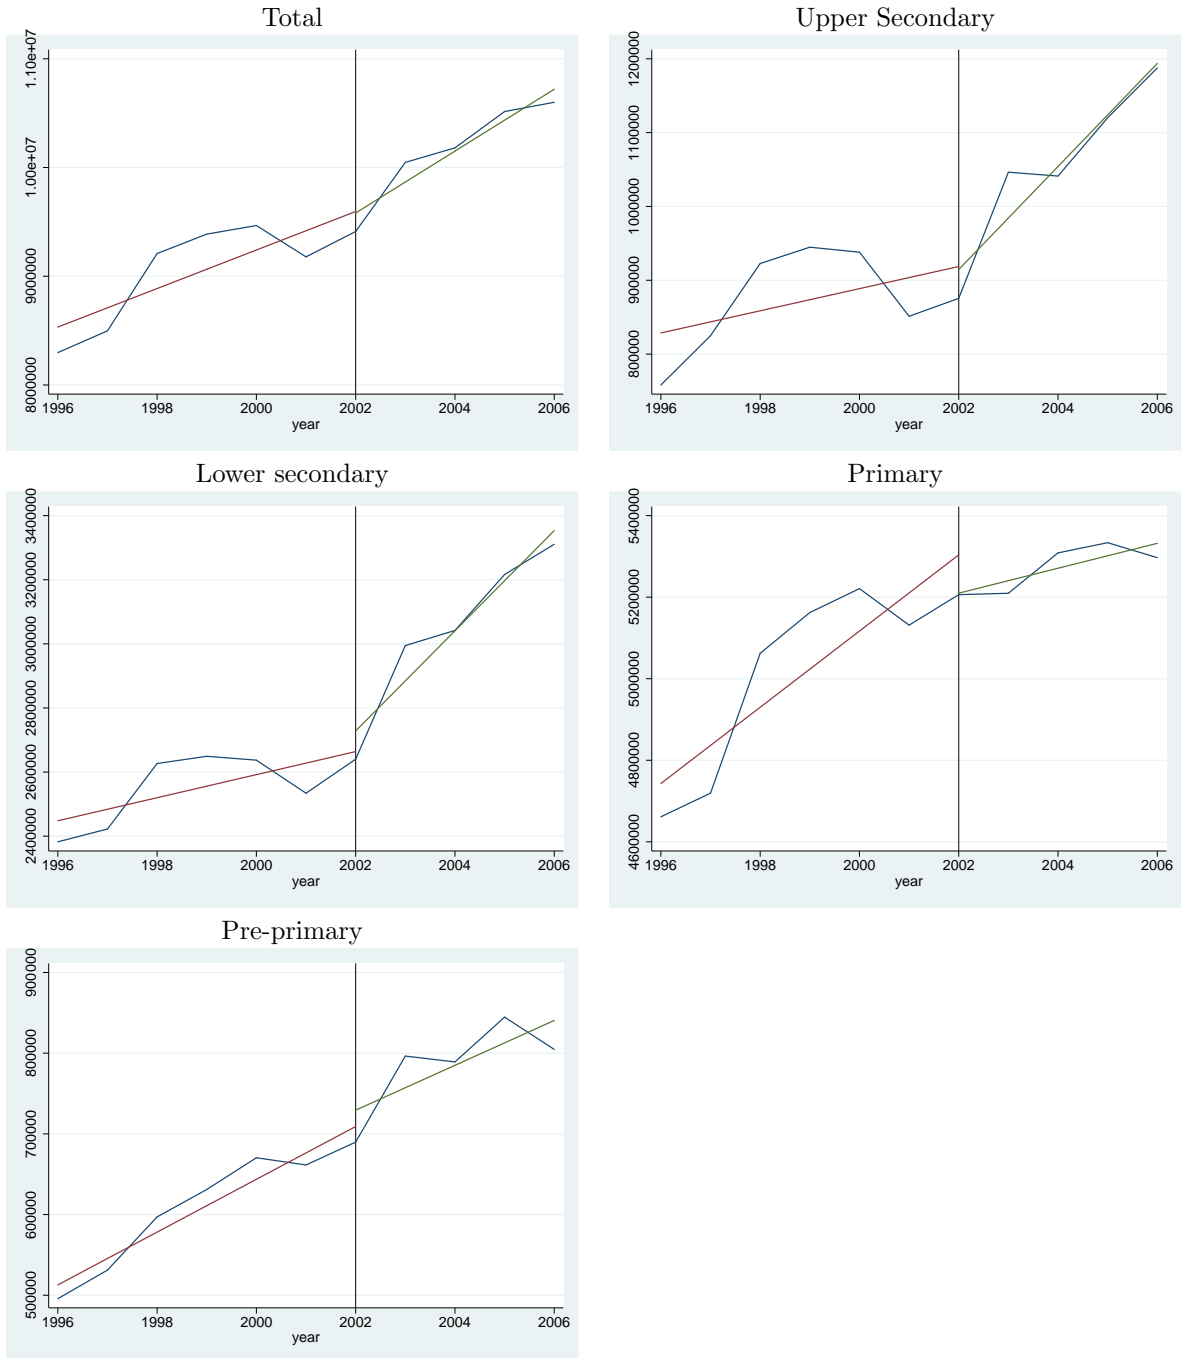 Total
1.10e+07
1.00e+07
9000000
8000000
1996 1998 2000 2002 2004 2006
year
Upper Secondary
1200000
1100000
1000000
900000
800000
1996 1998 2000 2002 2004 2006
year
Lower secondary
3400000
3200000
3000000
2800000
2600000
2400000
1996 1998 2000 2002 2004 2006
year
Primary
5400000
5200000
5000000
4800000
4600000
1996 1998 2000 2002 2004 2006
year
Pre-primary
900000
800000
700000
600000
500000
1996 1998 2000 2002 2004 2006
year